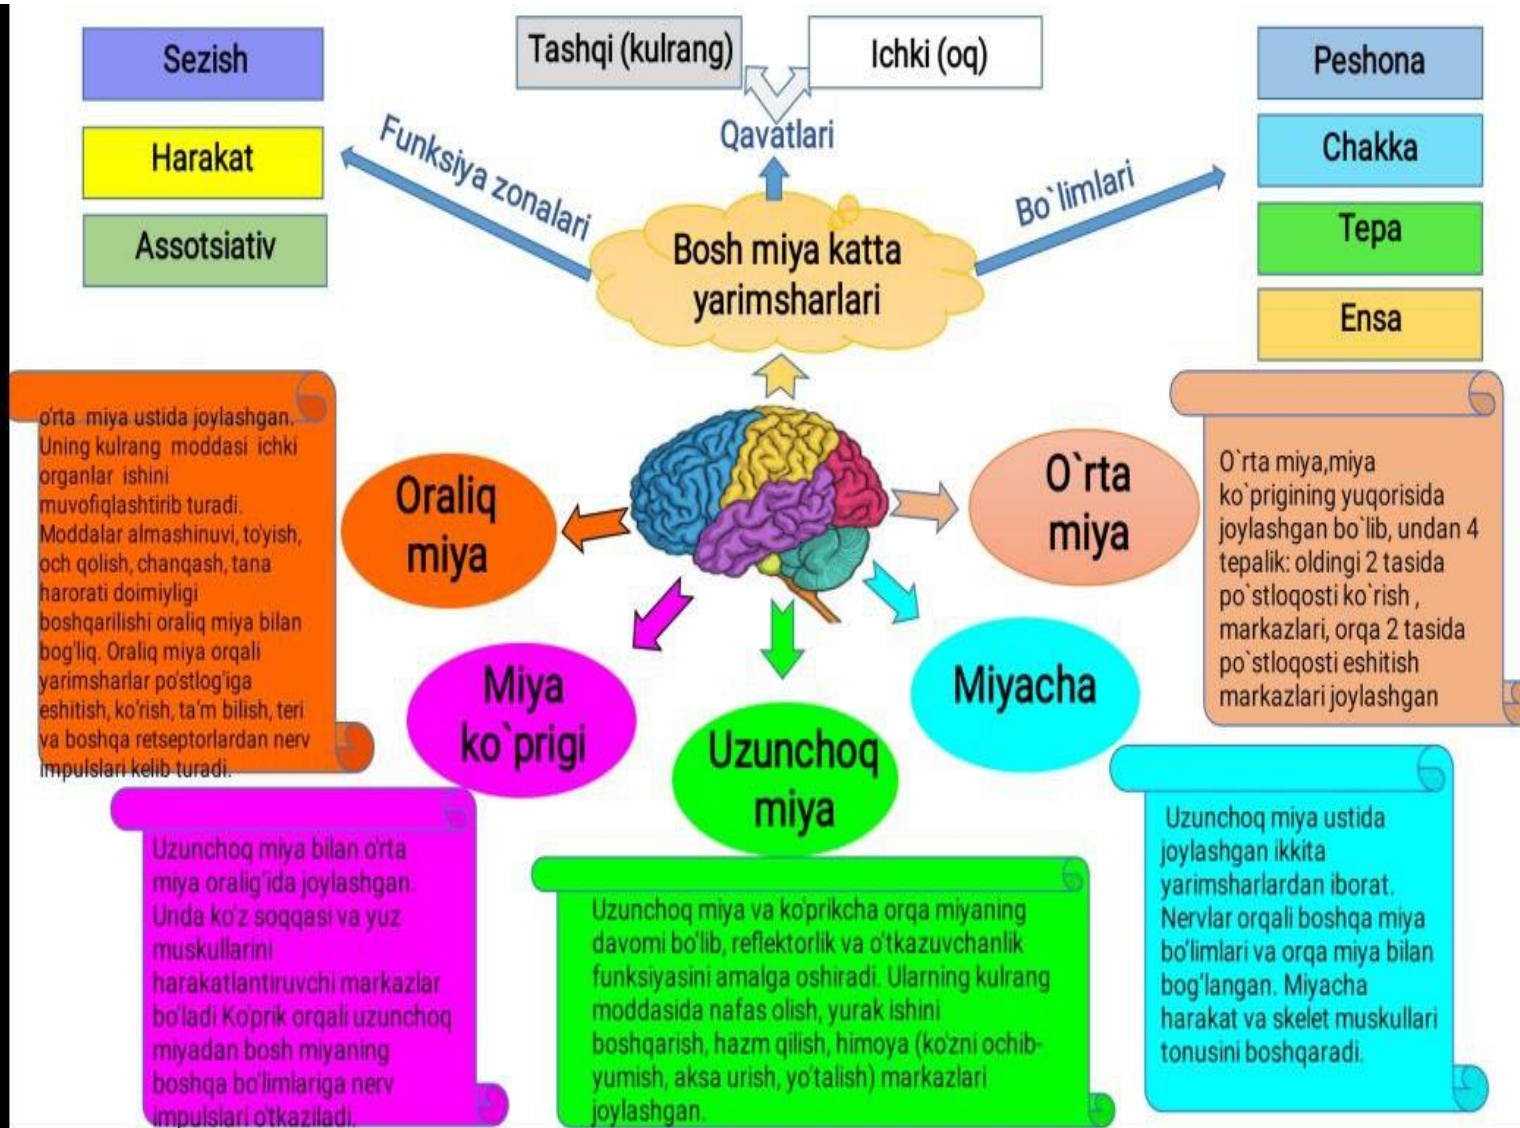 Sezish
Harakat
Assotsiativ
Funksiya zonalari
Tashqi (kulrang)
Ichki (oq)
Qavatlari
Bosh miya katta
yarimsharlari
Bo`limlari
Peshona
Chakka
Tepa
Ensa
o'rta miya ustida joylashgan.
Uning kulrang moddasi ichki
organlar ishini
muvofiqlashtirib turadi.
Moddalar almashinuvi, to'yish,
och qolish, chanqash, tana
harorati doimiyligi
boshqarilishi oraliq miya bilan
bog'liq. Oraliq miya orqali
yarimsharlar po'stlog'iga
eshitish, ko'rish, ta'm bilish, teri
va boshqa retseptorlardan nerv
impulslari kelib turadi.
Oraliq
miya
O`rta
miya
O`rta miya,miya
ko`prigining yuqorisida
joylashgan bo`lib, undan 4
tepalik: oldingi 2 tasida
po`stloqosti ko`rish ,
markazlari, orqa 2 tasida
po`stloqosti eshitish
markazlari joylashgan
Miya
ko`prigi
Uzunchoq
miya
Miyacha
Uzunchoq miya bilan o'rta
miya oralig'ida joylashgan.
Unda ko'z soqqasi va yuz
muskullarini
harakatlantiruvchi markazlar
bo'ladi Ko'prik orqali uzunchoq
miyadan bosh miyaning
boshqa bo'limlariga nerv
impulslari o'tkaziladi.
Uzunchoq miya va ko'prikcha orqa miyaning
davomi bo'lib, reflektorlik va o'tkazuvchanlik
funksiyasini amalga oshiradi. Ularning kulrang
moddasida nafas olish, yurak ishini
boshqarish, hazm qilish, himoya (ko'zni ochib-
yumish, aksa urish, yo'talish) markazlari
joylashgan.
Uzunchoq miya ustida
joylashgan ikkita
yarimsharlardan iborat.
Nervlar orqali boshqa miya
bo'limlari va orqa miya bilan
bog'langan. Miyacha
harakat va skelet muskullari
tonusini boshqaradi.